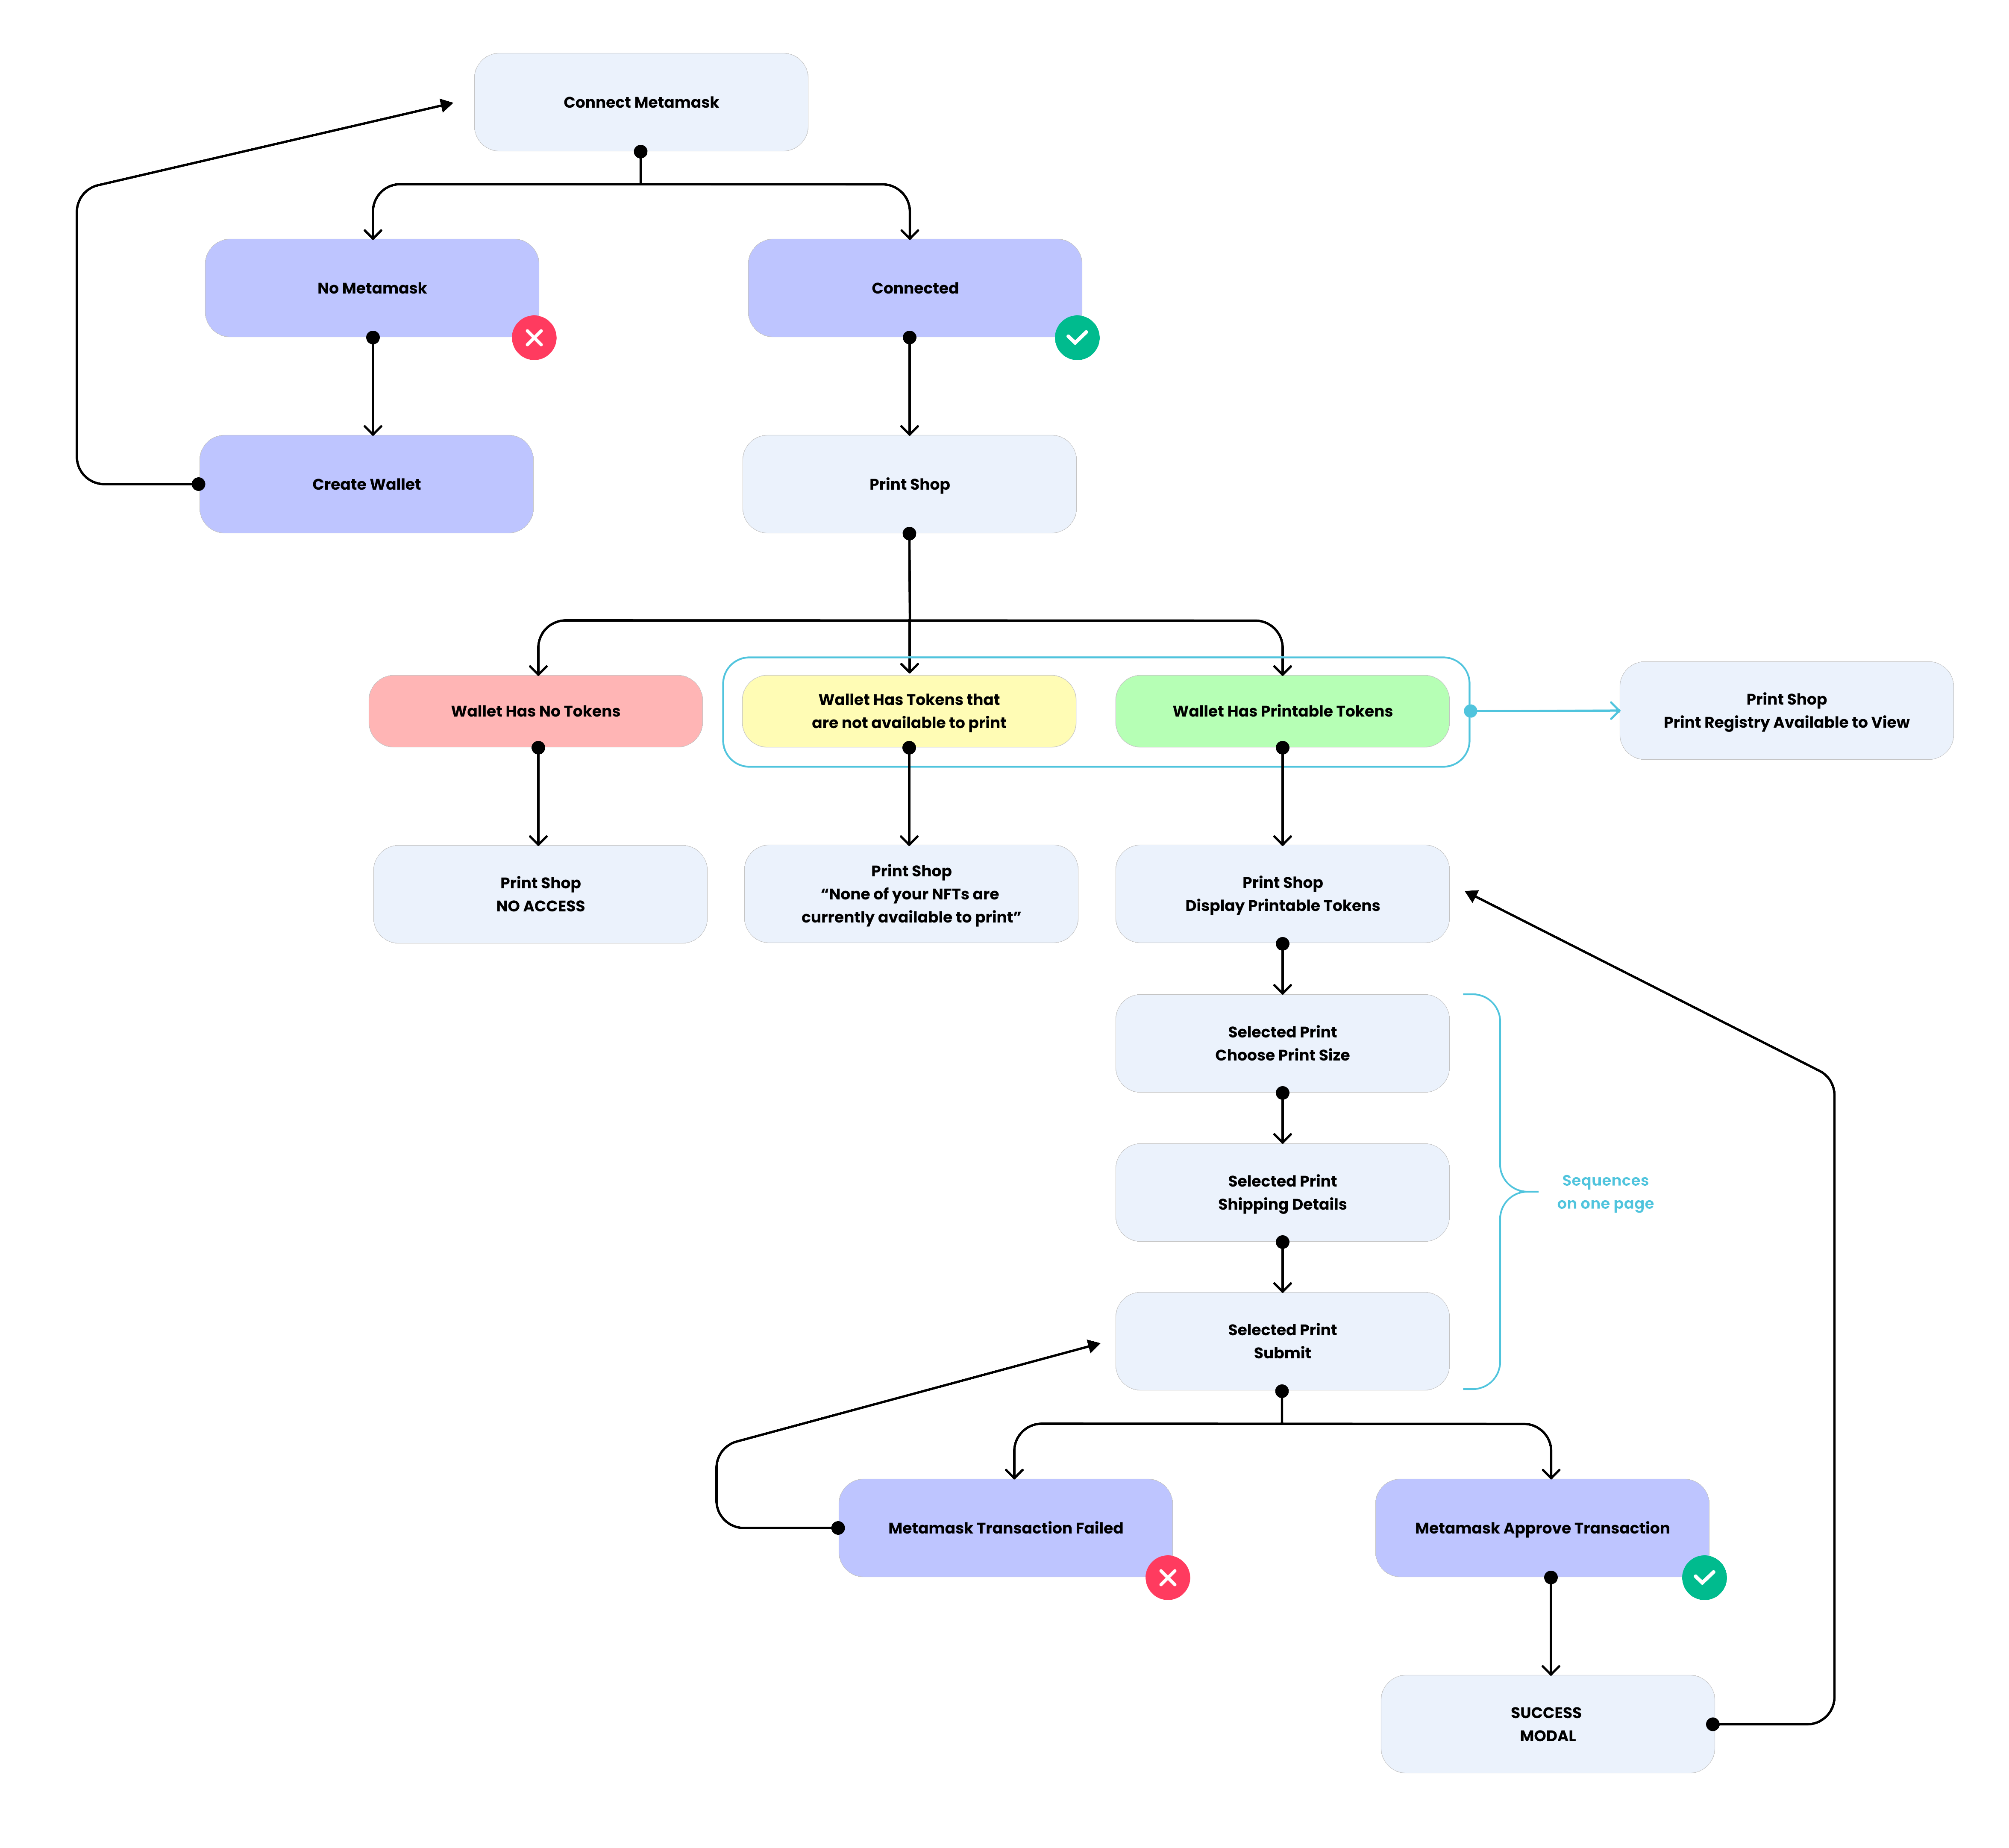 Connect Metamask
No Metamask
Connected
Create Wallet
Print Shop
Wallet Has No Tokens
Wallet Has Tokens that
are not available to print
Wallet Has Printable Tokens
Print Shop
Print Registry Available to View
Print Shop
NO ACCESS
Print Shop
“None of your NFTs are
currently available to print”
Print Shop
Display Printable Tokens
Selected Print
Choose Print Size
Selected Print
Shipping Details
Sequences
on one page
Selected Print
Submit
Metamask Transaction Failed
Metamask Approve Transaction
SUCCESS
MODAL